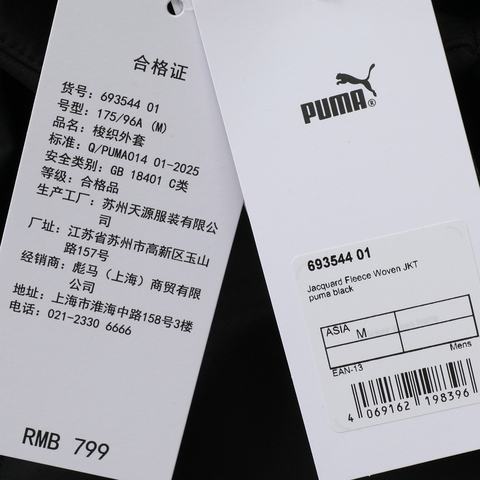 合格证
货号: 693544 01
号型: 175/96A (M)
品名: 梭织外套
标准: Q/PUMA014 01-2025
安全类别: GB 18401 C类
等级: 合格品
生产工厂: 苏州天源服装有限公
司
厂址: 江苏省苏州市高新区玉山
路157号
经销商: 彪马（上海）商贸有限
公司
地址: 上海市淮海中路158号3楼
电话: 021-2330 6666
RMB 799
PUMA®
693544 01
Jacquard Fleece Woven JKT
puma black
ASIA M
Mens
EAN-13
4 069162 198396